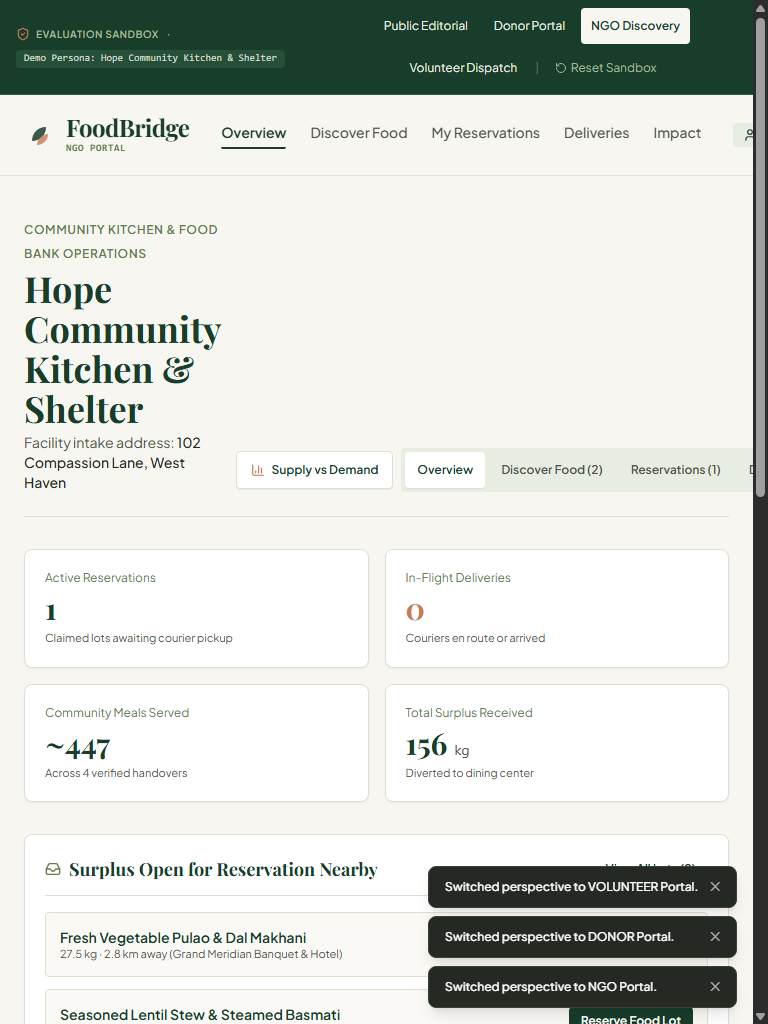 EVALUATION SANDBOX ·
Demo Persona: Hope Community Kitchen & Shelter
Public Editorial
Donor Portal
NGO Discovery
Volunteer Dispatch
|
Reset Sandbox
FoodBridge
NGO PORTAL
Overview
Discover Food
My Reservations
Deliveries
Impact
COMMUNITY KITCHEN & FOOD
BANK OPERATIONS
Hope
Community
Kitchen &
Shelter
Facility intake address: 102
Compassion Lane, West
Haven
Supply vs Demand
Overview
Discover Food (2)
Reservations (1)
Active Reservations
1
Claimed lots awaiting courier pickup
In-Flight Deliveries
0
Couriers en route or arrived
Community Meals Served
~447
Across 4 verified handovers
Total Surplus Received
156 kg
Diverted to dining center
Surplus Open for Reservation Nearby
Fresh Vegetable Pulao & Dal Makhani
27.5 kg · 2.8 km away (Grand Meridian Banquet & Hotel)
Seasoned Lentil Stew & Steamed Basmati
Reserve Food Lot
Switched perspective to VOLUNTEER Portal.
Switched perspective to DONOR Portal.
Switched perspective to NGO Portal.